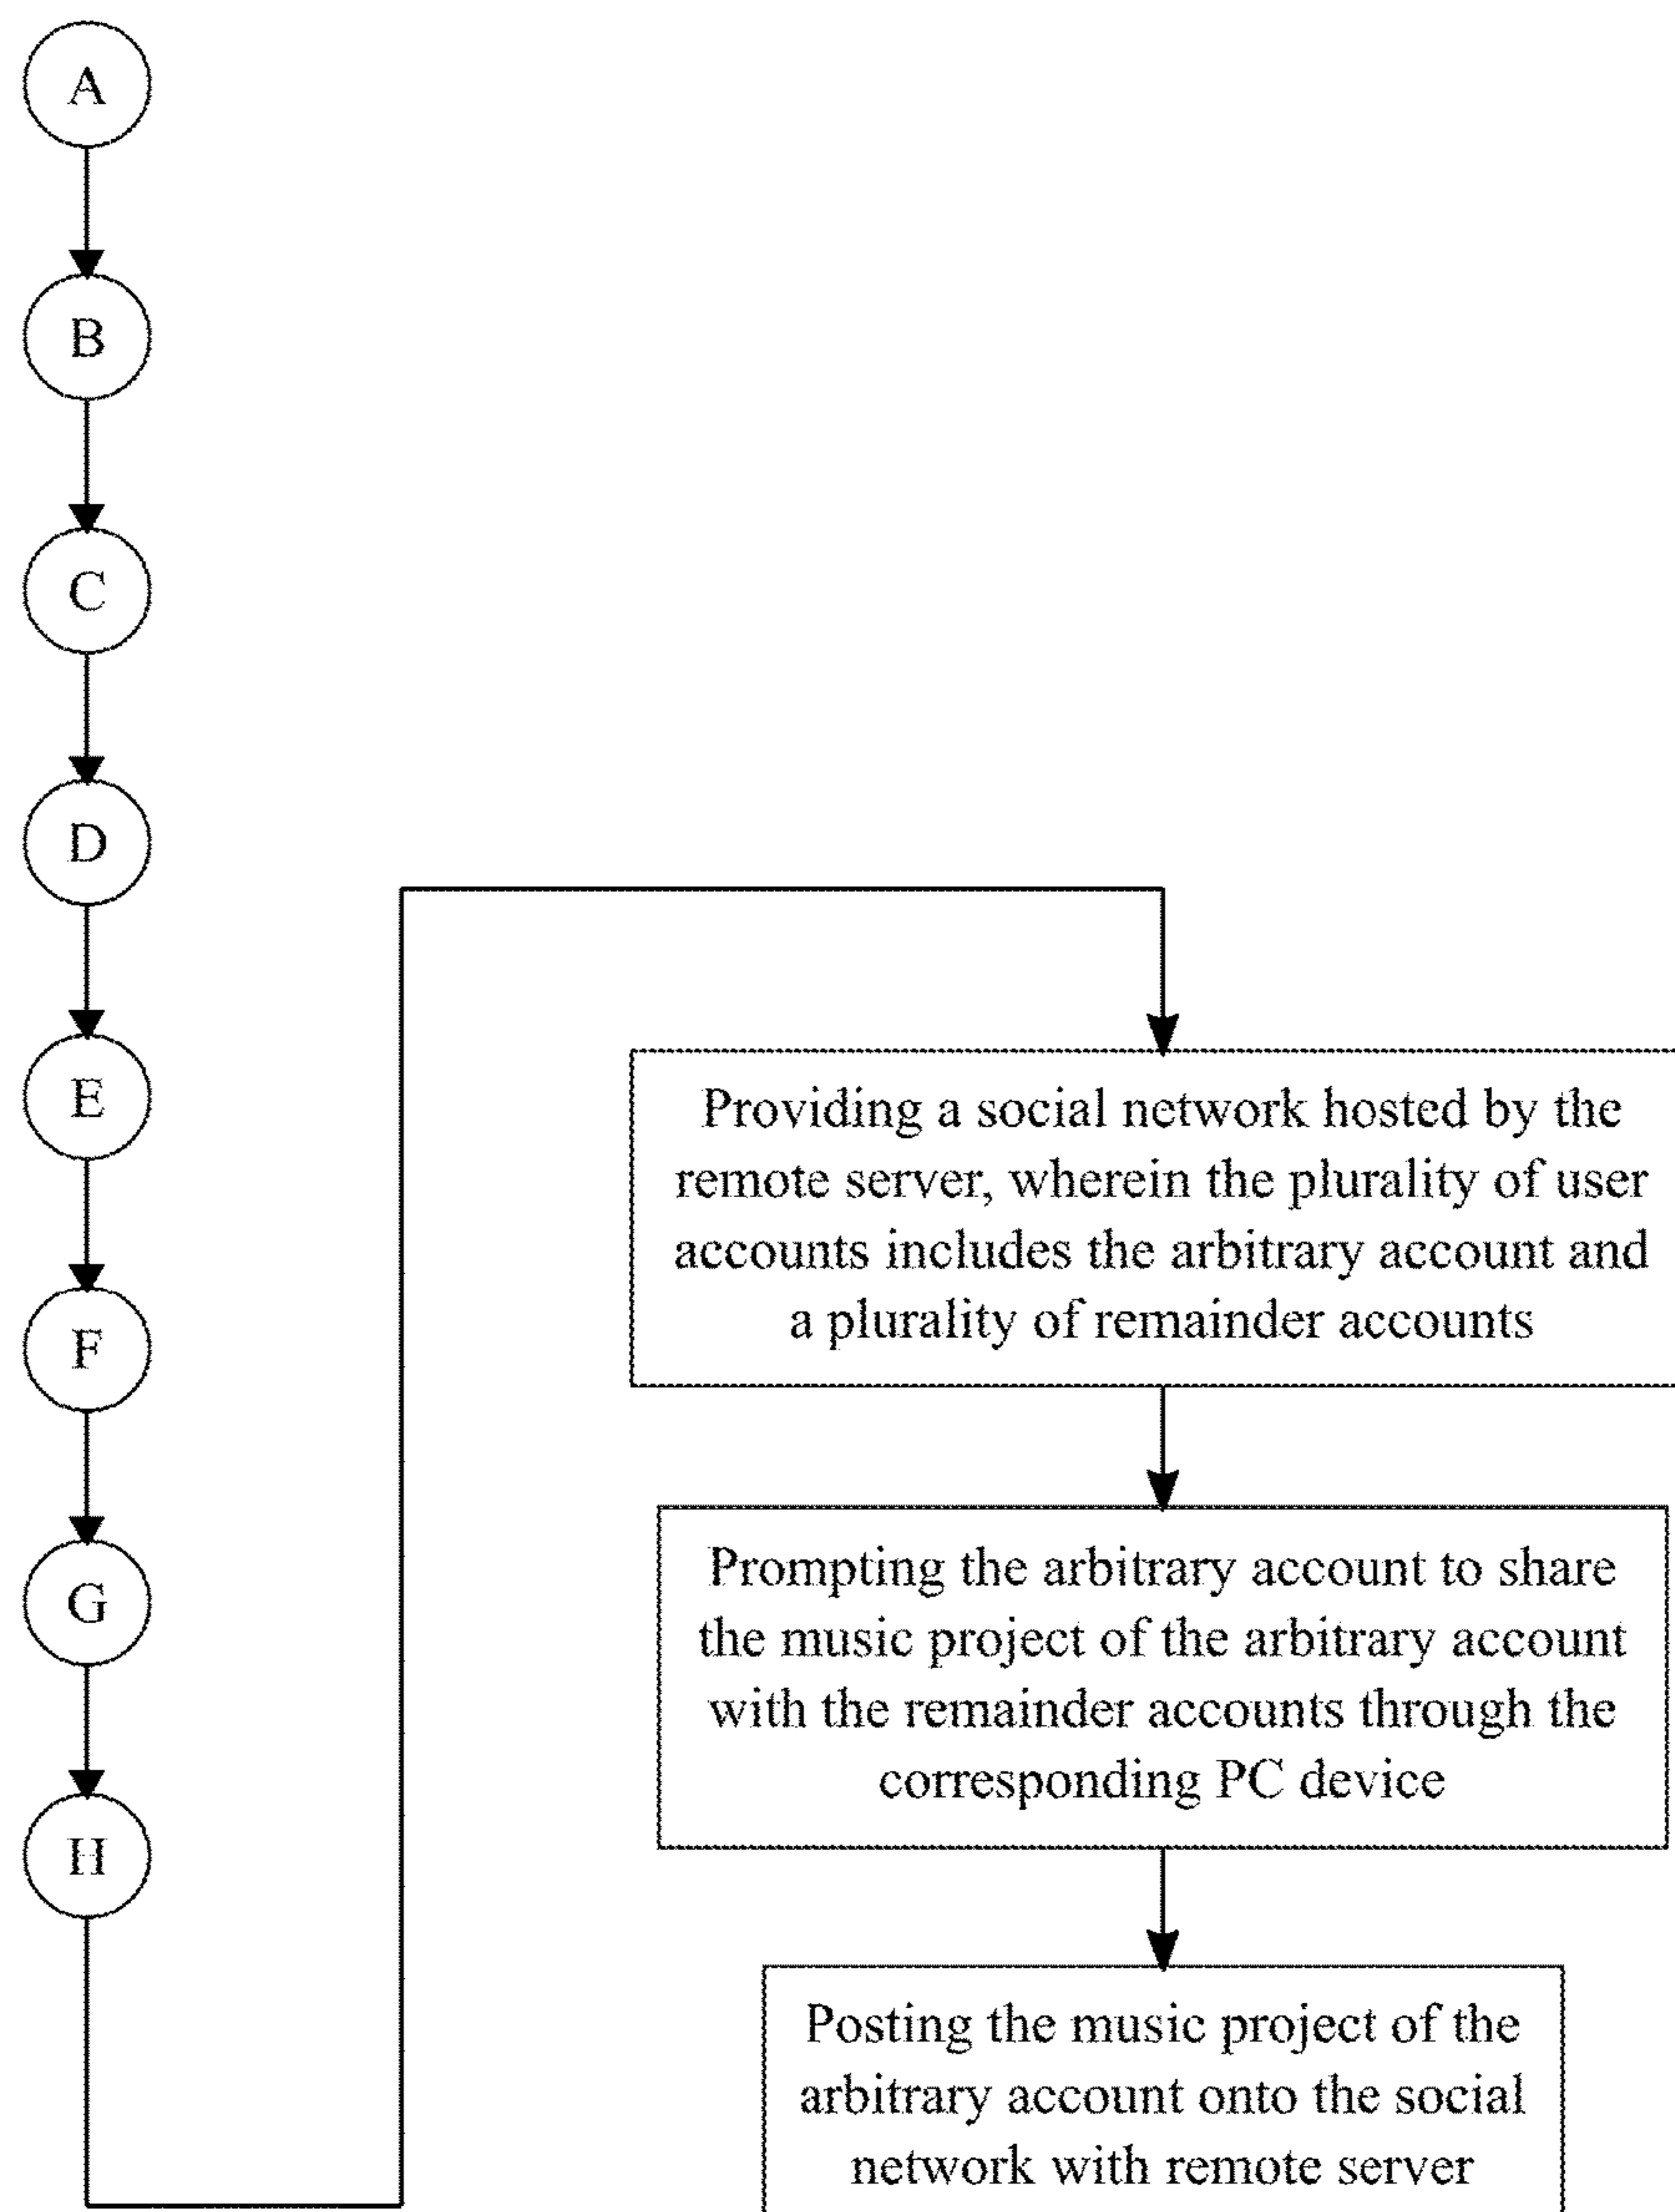 A
B
C
D
E
F
G
H
Providing a social network hosted by the
remote server, wherein the plurality of user
accounts includes the arbitrary account and
a plurality of remainder accounts
Prompting the arbitrary account to share
the music project of the arbitrary account
with the remainder accounts through the
corresponding PC device
Posting the music project of the
arbitrary account onto the social
network with remote server